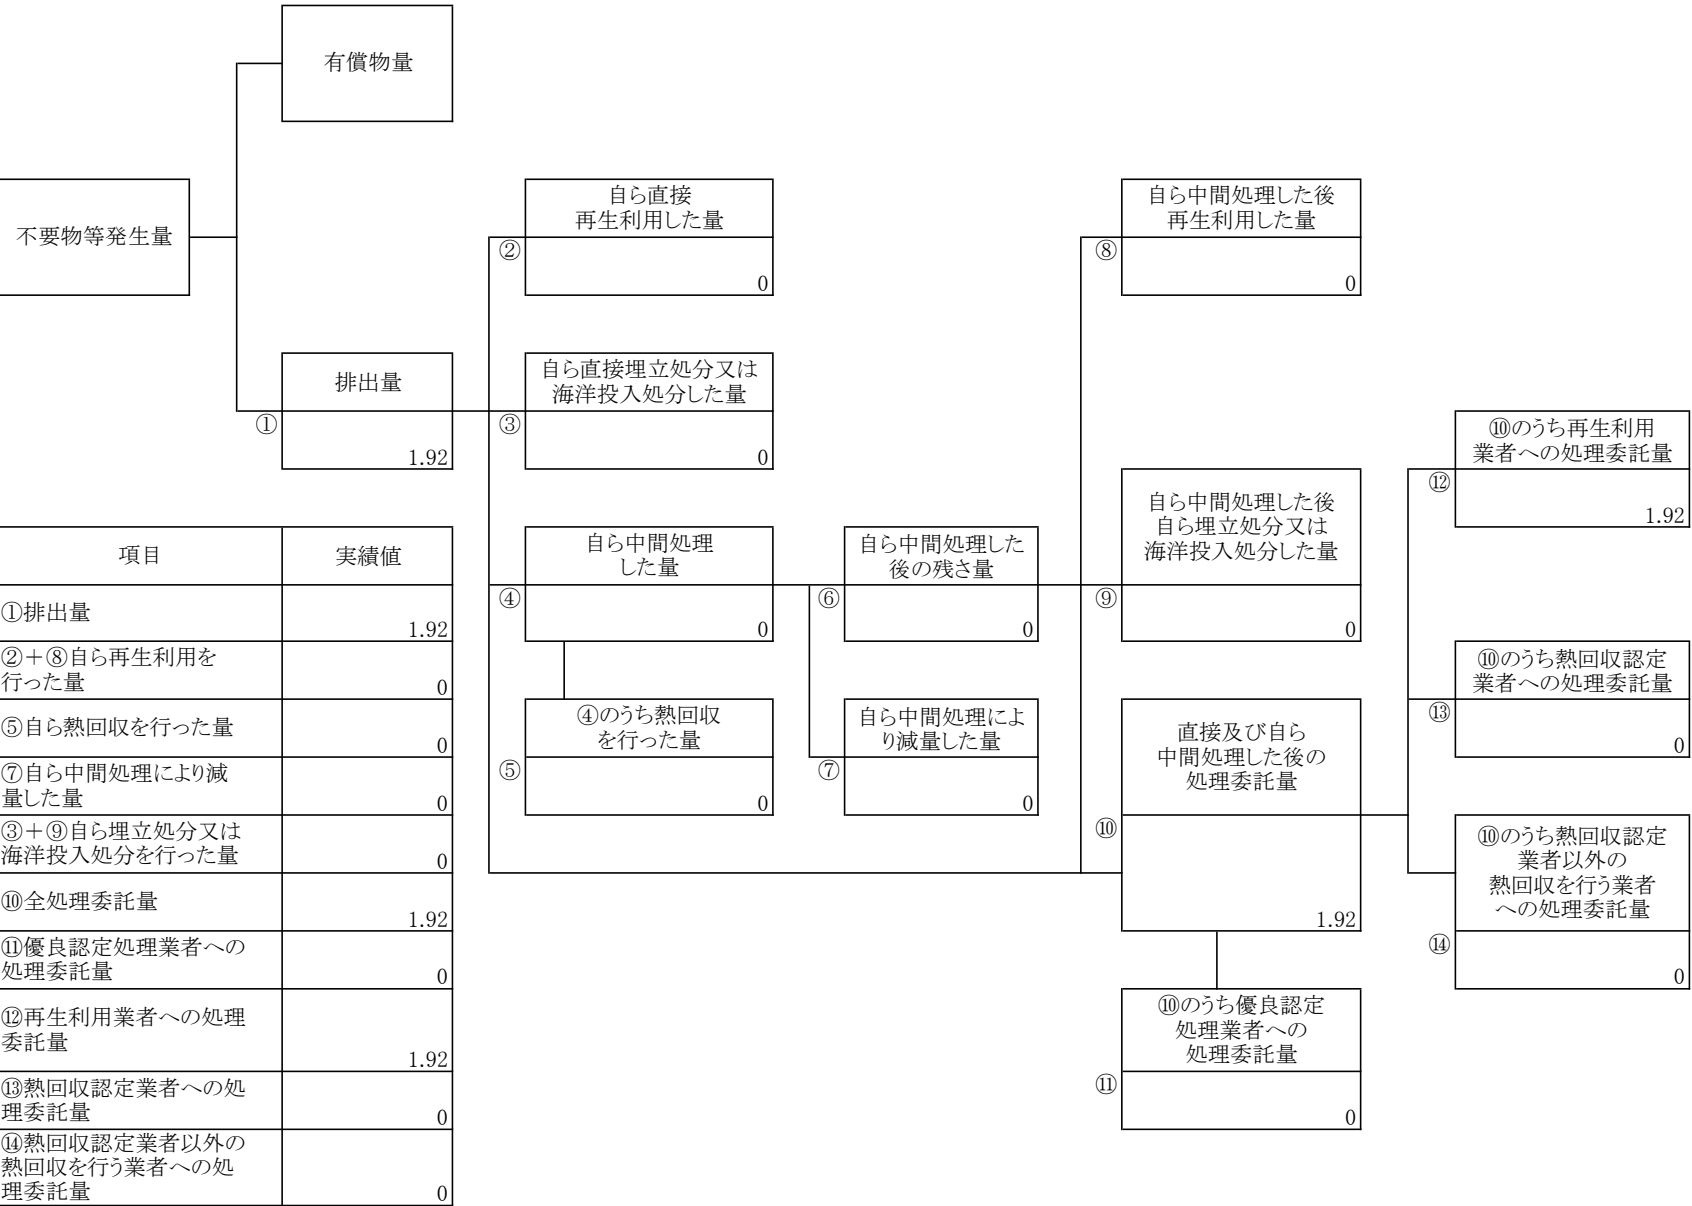 有償物量
不要物等発生量
自ら直接
再生利用した量
②
0
自ら中間処理した後
再生利用した量
⑧
0
排出量
①
1.92
自ら直接埋立処分又は
海洋投入処分した量
③
0
⑩のうち再生利用
業者への処理委託量
⑫
1.92
自ら中間処理
した量
④
0
自ら中間処理した
後の残さ量
⑥
0
自ら中間処理した後
自ら埋立処分又は
海洋投入処分した量
⑨
0
⑩のうち熱回収認定
業者への処理委託量
⑬
0
④のうち熱回収
を行った量
⑤
0
自ら中間処理によ
り減量した量
⑦
0
直接及び自ら
中間処理した後の
処理委託量
⑩
1.92
⑩のうち熱回収認定
業者以外の
熱回収を行う業者
への処理委託量
⑭
0
⑩のうち優良認定
処理業者への
処理委託量
⑪
0
項目 実績値
①排出量
1.92
②＋⑧自ら再生利用を
行った量
0
⑤自ら熱回収を行った量
0
⑦自ら中間処理により減
量した量
0
③＋⑨自ら埋立処分又は
海洋投入処分を行った量
0
⑩全処理委託量
1.92
⑪優良認定処理業者への
処理委託量
0
⑫再生利用業者への処理
委託量
1.92
⑬熱回収認定業者への処
理委託量
0
⑭熱回収認定業者以外の
熱回収を行う業者への処
理委託量
0